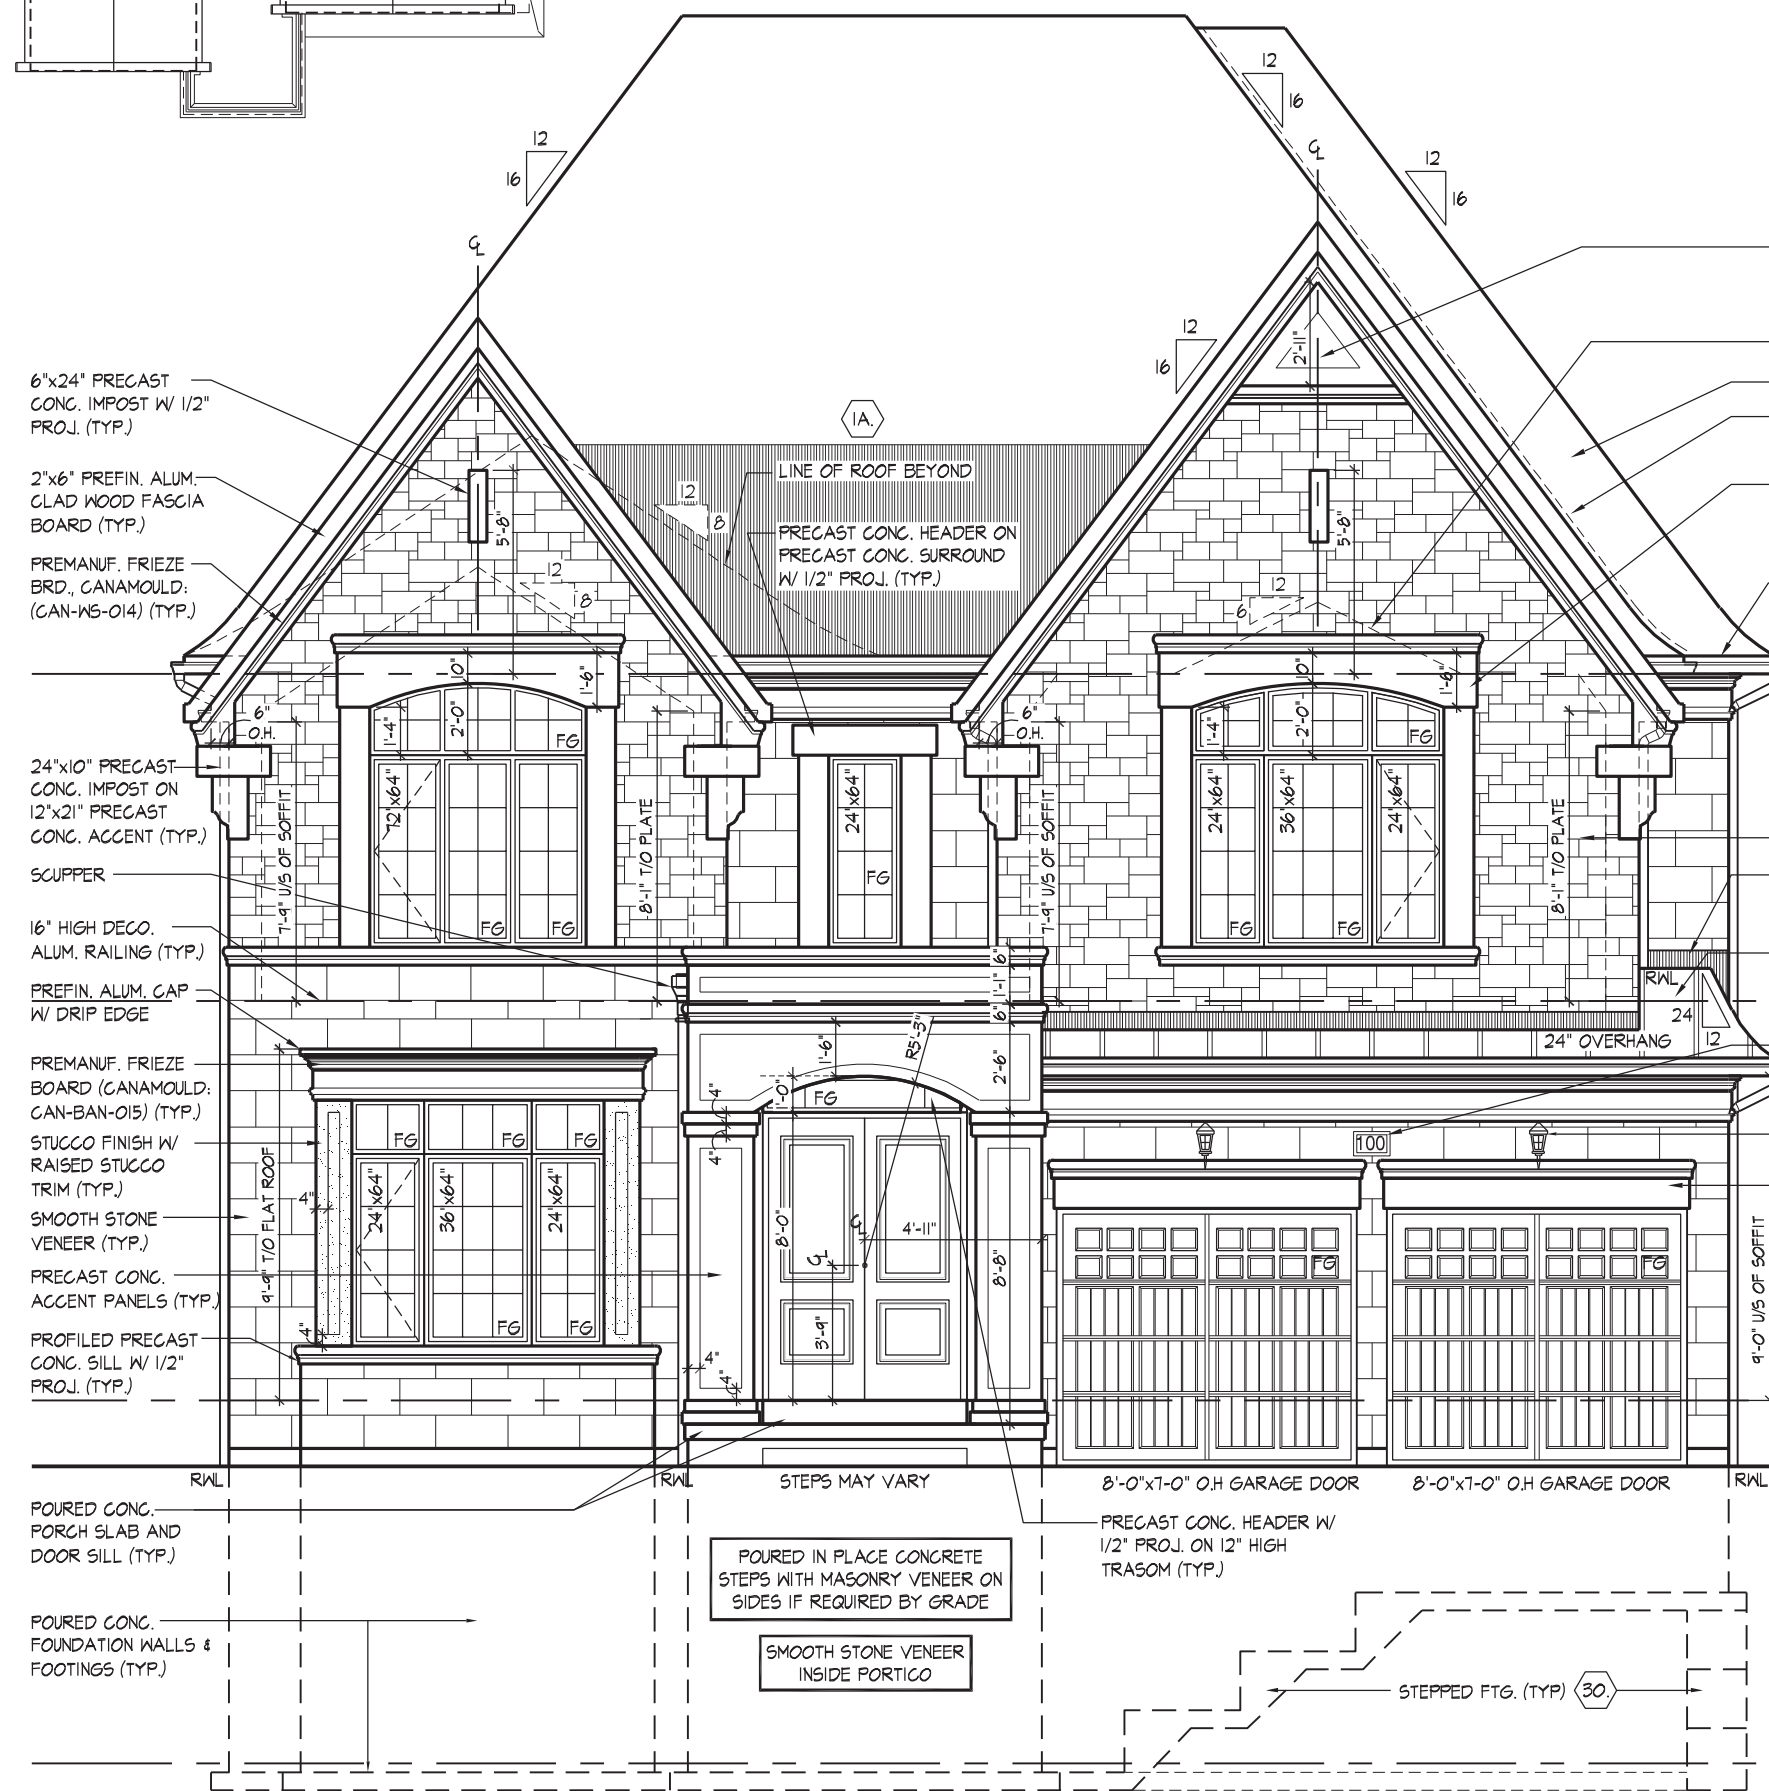 12
16
12
16
12
16
12
16
C̲L
C̲L
6"x24" PRECAST
CONC. IMPOST W/ 1/2"
PROJ. (TYP.)
2"x6" PREFIN. ALUM.
CLAD WOOD FASCIA
BOARD (TYP.)
PREMANUF. FRIEZE
BRD., CANAMOULD:
(CAN-WS-014) (TYP.)
24"x10" PRECAST
CONC. IMPOST ON
12"x21" PRECAST
CONC. ACCENT (TYP.)
SCUPPER
16" HIGH DECO.
ALUM. RAILING (TYP.)
PREFIN. ALUM. CAP
W/ DRIP EDGE
PREMANUF. FRIEZE
BOARD (CANAMOULD:
CAN-BAN-015) (TYP.)
STUCCO FINISH W/
RAISED STUCCO
TRIM (TYP.)
SMOOTH STONE
VENEER (TYP.)
PRECAST CONC.
ACCENT PANELS (TYP.)
PROFILED PRECAST
CONC. SILL W/ 1/2"
PROJ. (TYP.)
POURED CONC.
PORCH SLAB AND
DOOR SILL (TYP.)
POURED CONC.
FOUNDATION WALLS &
FOOTINGS (TYP.)
1A.
LINE OF ROOF BEYOND
PRECAST CONC. HEADER ON
PRECAST CONC. SURROUND
W/ 1/2" PROJ. (TYP.)
12
8
12
8
12
6
2'-11"
5'-8"
5'-8"
10"
1'-6"
1'-4"
2'-0"
FG
10"
1'-6"
1'-4"
2'-0"
FG
6"
O.H.
6"
O.H.
12"x64"
FG
FG
24"x64"
FG
24"x64"
36"x64"
24"x64"
FG
FG
7'-9" U/S OF SOFFIT
8'-1" T/O PLATE
7'-9" U/S OF SOFFIT
8'-1" T/O PLATE
6"
1'-1"
6"
2'-6"
1'-6"
R5'-3"
FG
4"
4"
RWL
24
12
24" OVERHANG
100
9'-9" T/O FLAT ROOF
FG
FG
FG
24"x64"
36"x64"
24"x64"
FG
FG
4"
4"
8'-0"
C̲L
C̲L
4'-11"
3'-9"
8'-8"
4"
4"
FG
FG
9'-0" U/S OF SOFFIT
RWL
RWL
STEPS MAY VARY
8'-0"x7-0" O.H GARAGE DOOR
8'-0"x7-0" O.H GARAGE DOOR
RWL
PRECAST CONC. HEADER W/
1/2" PROJ. ON 12" HIGH
TRASOM (TYP.)
POURED IN PLACE CONCRETE
STEPS WITH MASONRY VENEER ON
SIDES IF REQUIRED BY GRADE
SMOOTH STONE VENEER
INSIDE PORTICO
STEPPED FTG. (TYP)
30.